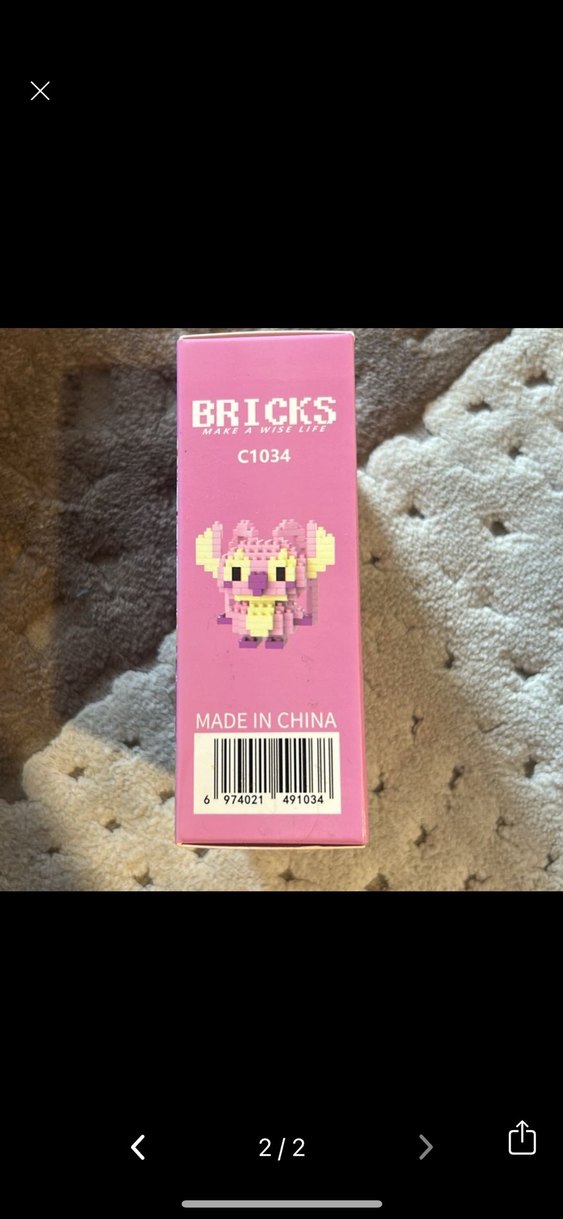 BRICKS
MAKE A WISE LIFE
C1034
MADE IN CHINA
6 974021 491034
2/2